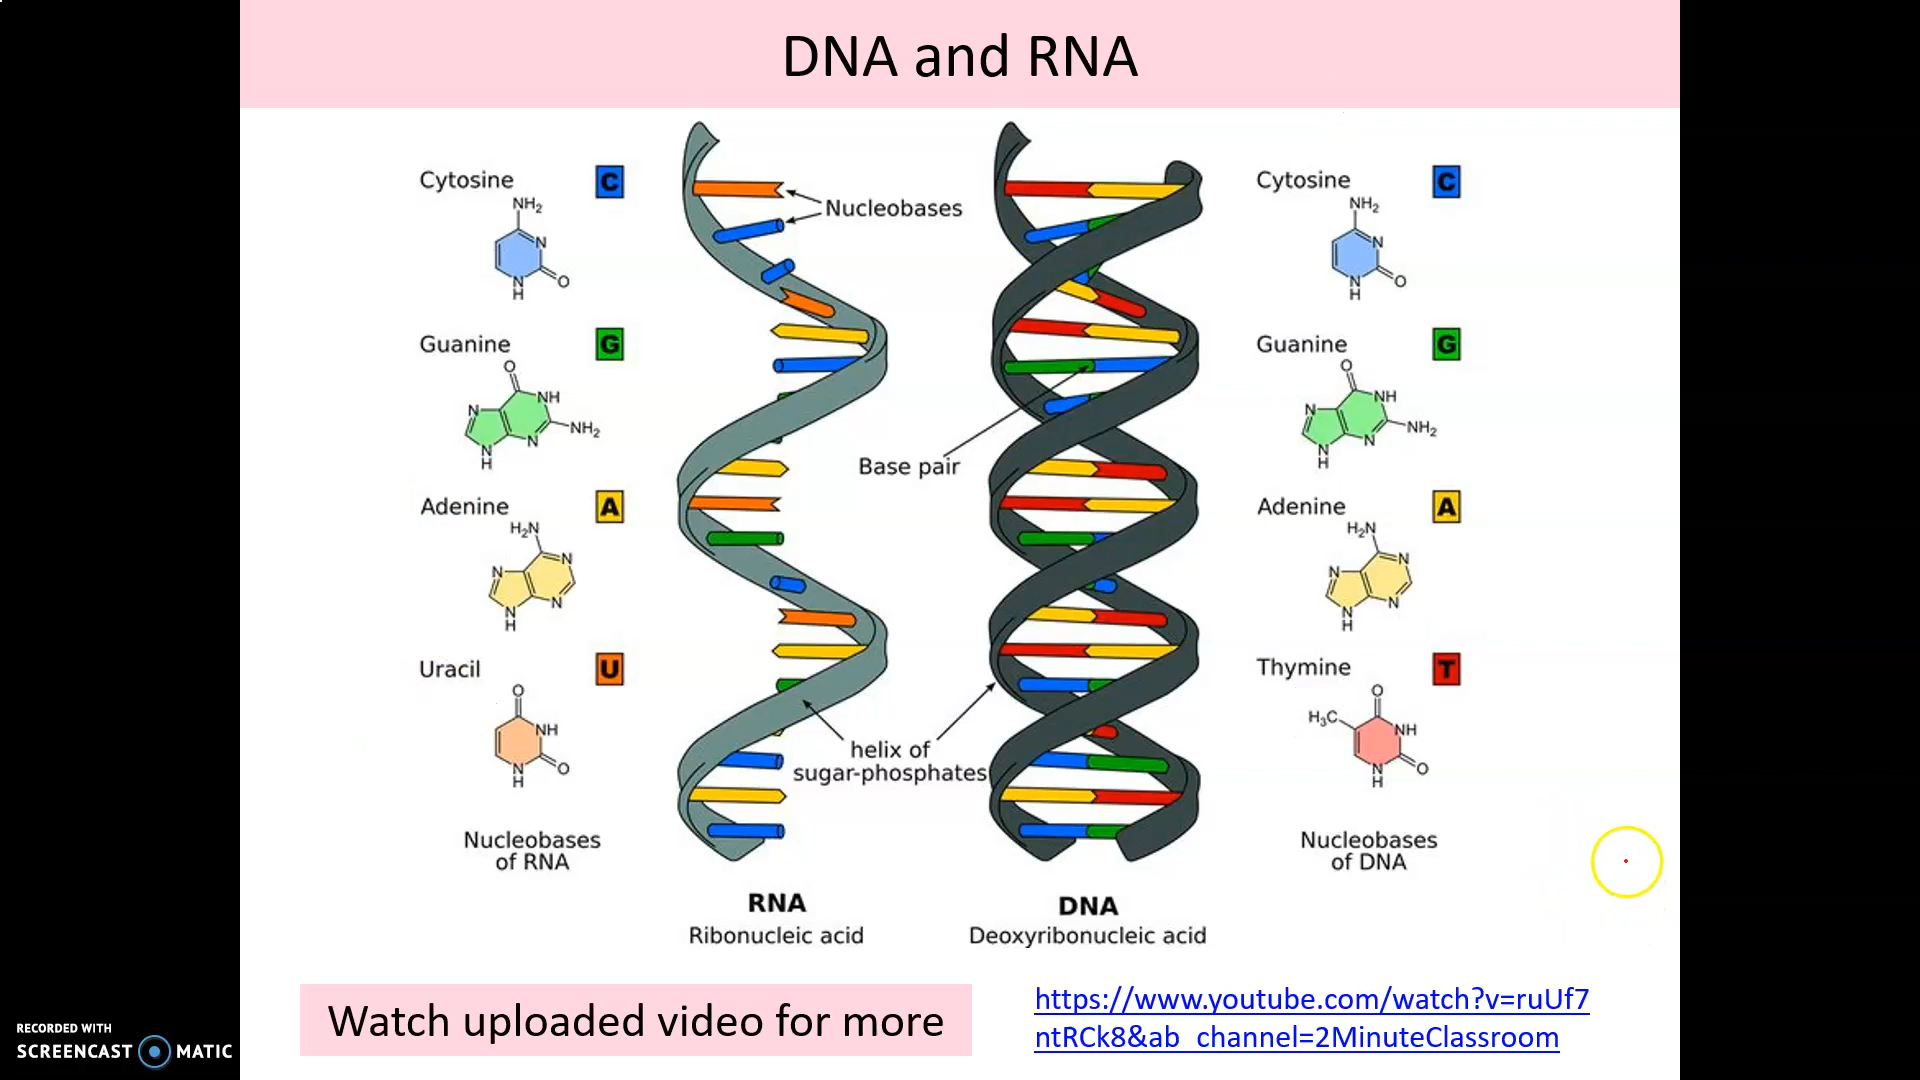 DNA and RNA
Cytosine
C
NH2
N
O
N
H
Guanine
G
O
N
NH
N
NH2
N
H
Adenine
A
H2N
N
N
N
N
H
Uracil
U
O
NH
O
N
H
Nucleobases
of RNA
Nucleobases
Base pair
helix of
sugar-phosphates
RNA
Ribonucleic acid
DNA
Deoxyribonucleic acid
Cytosine
C
NH2
N
O
N
H
Guanine
G
O
N
NH
N
NH2
N
H
Adenine
A
H2N
N
N
N
N
H
Thymine
T
O
H3C
NH
O
N
H
Nucleobases
of DNA
Watch uploaded video for more
https://www.youtube.com/watch?v=ruUf7
ntRCk8&ab_channel=2MinuteClassroom
RECORDED WITH
SCREENCAST MATIC